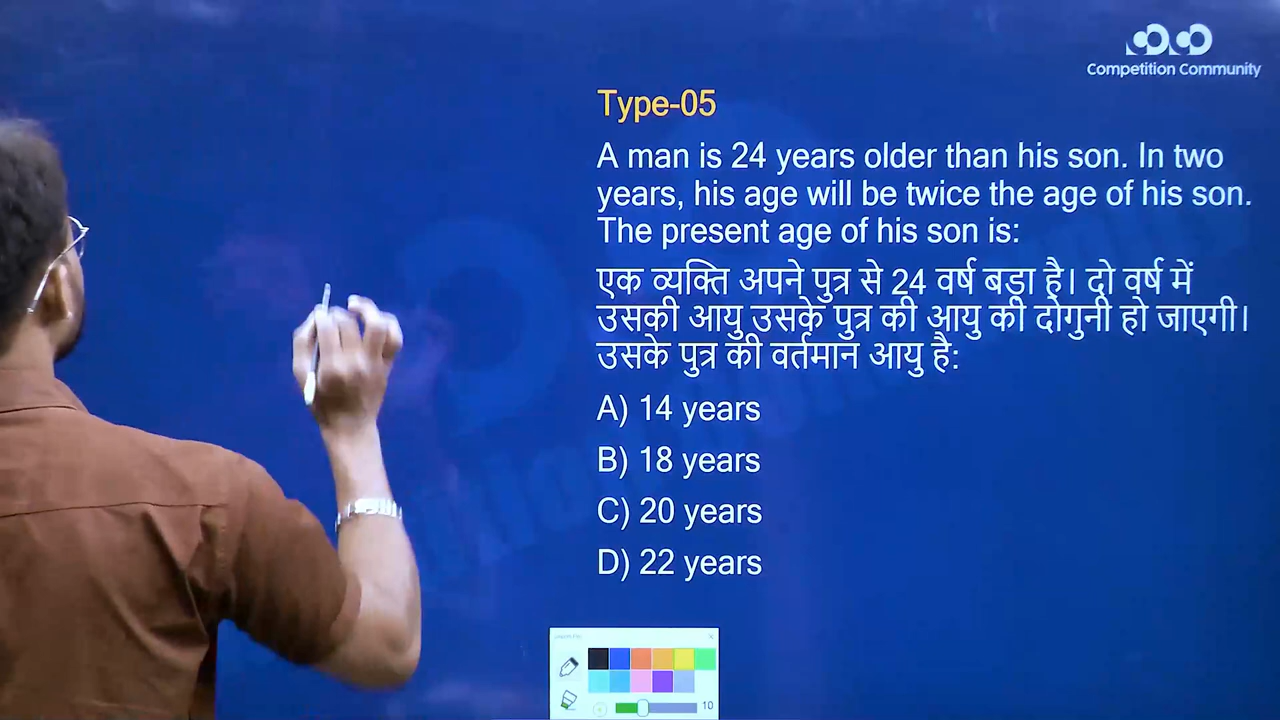 Competition Community
Type-05
A man is 24 years older than his son. In two
years, his age will be twice the age of his son.
The present age of his son is:
एक व्यक्ति अपने पुत्र से 24 वर्ष बड़ा है। दो वर्ष में
उसकी आयु उसके पुत्र की आयु की दोगुनी हो जाएगी।
उसके पुत्र की वर्तमान आयु है:
A) 14 years
B) 18 years
C) 20 years
D) 22 years
10